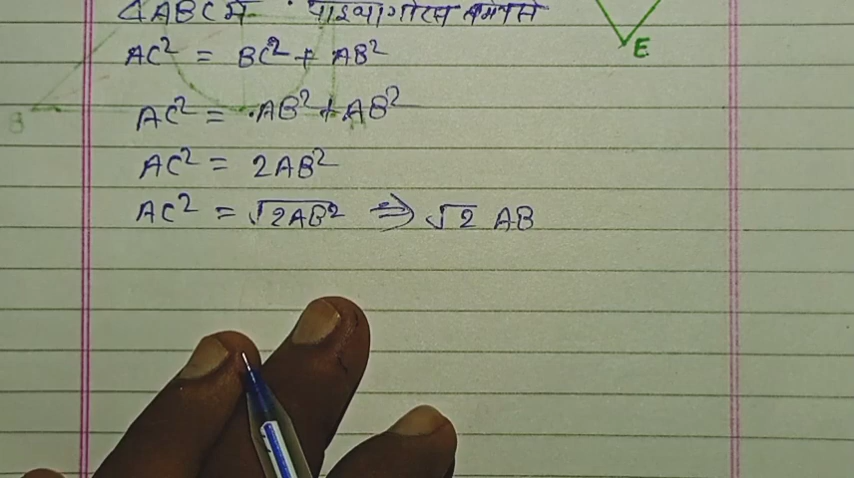 △ABC में पाइथागोरस प्रमेय से
AC² = BC² + AB²
AC² = AB² + AB²
AC² = 2AB²
AC² = √2AB² ⇒ √2 AB
E
B